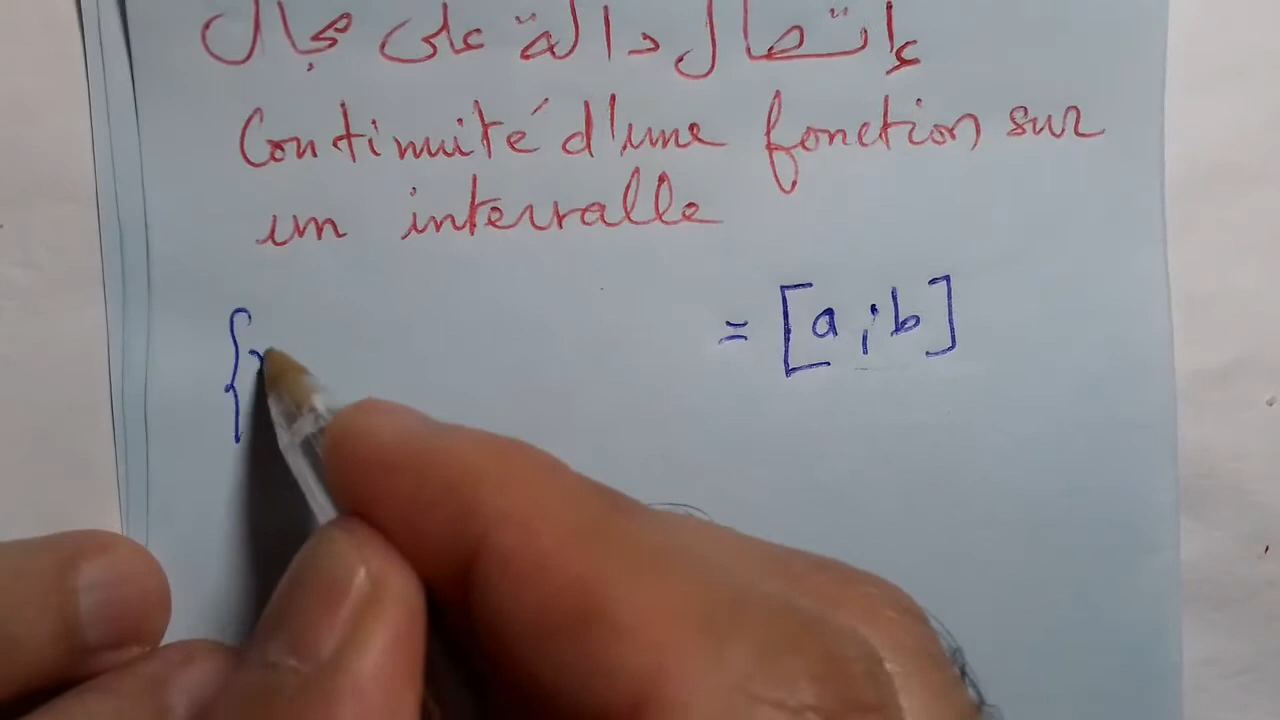 إتصال دالة على مجال
Continuité d'une fonction sur
un intervalle
{x = [a ; b]